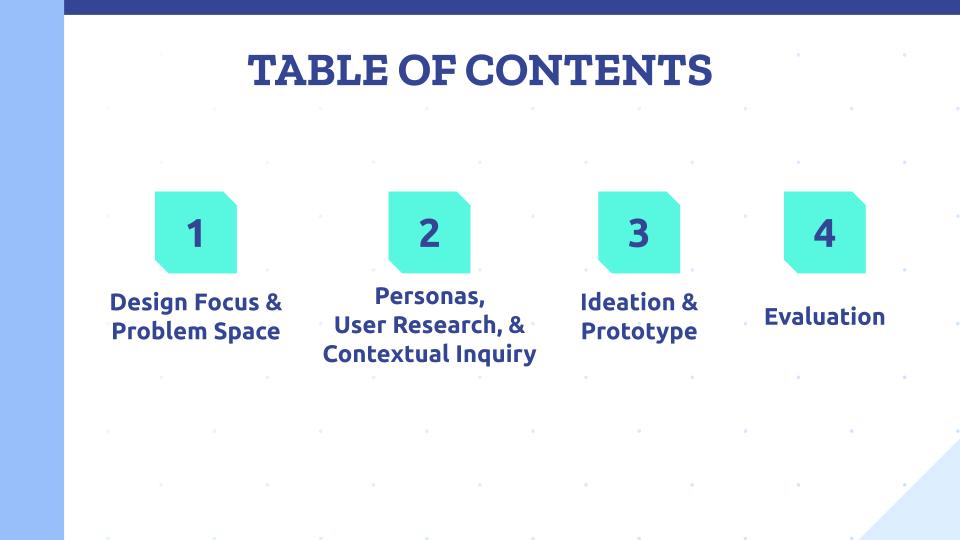 TABLE OF CONTENTS
1
Design Focus &
Problem Space
2
Personas,
User Research, &
Contextual Inquiry
3
Ideation &
Prototype
4
Evaluation